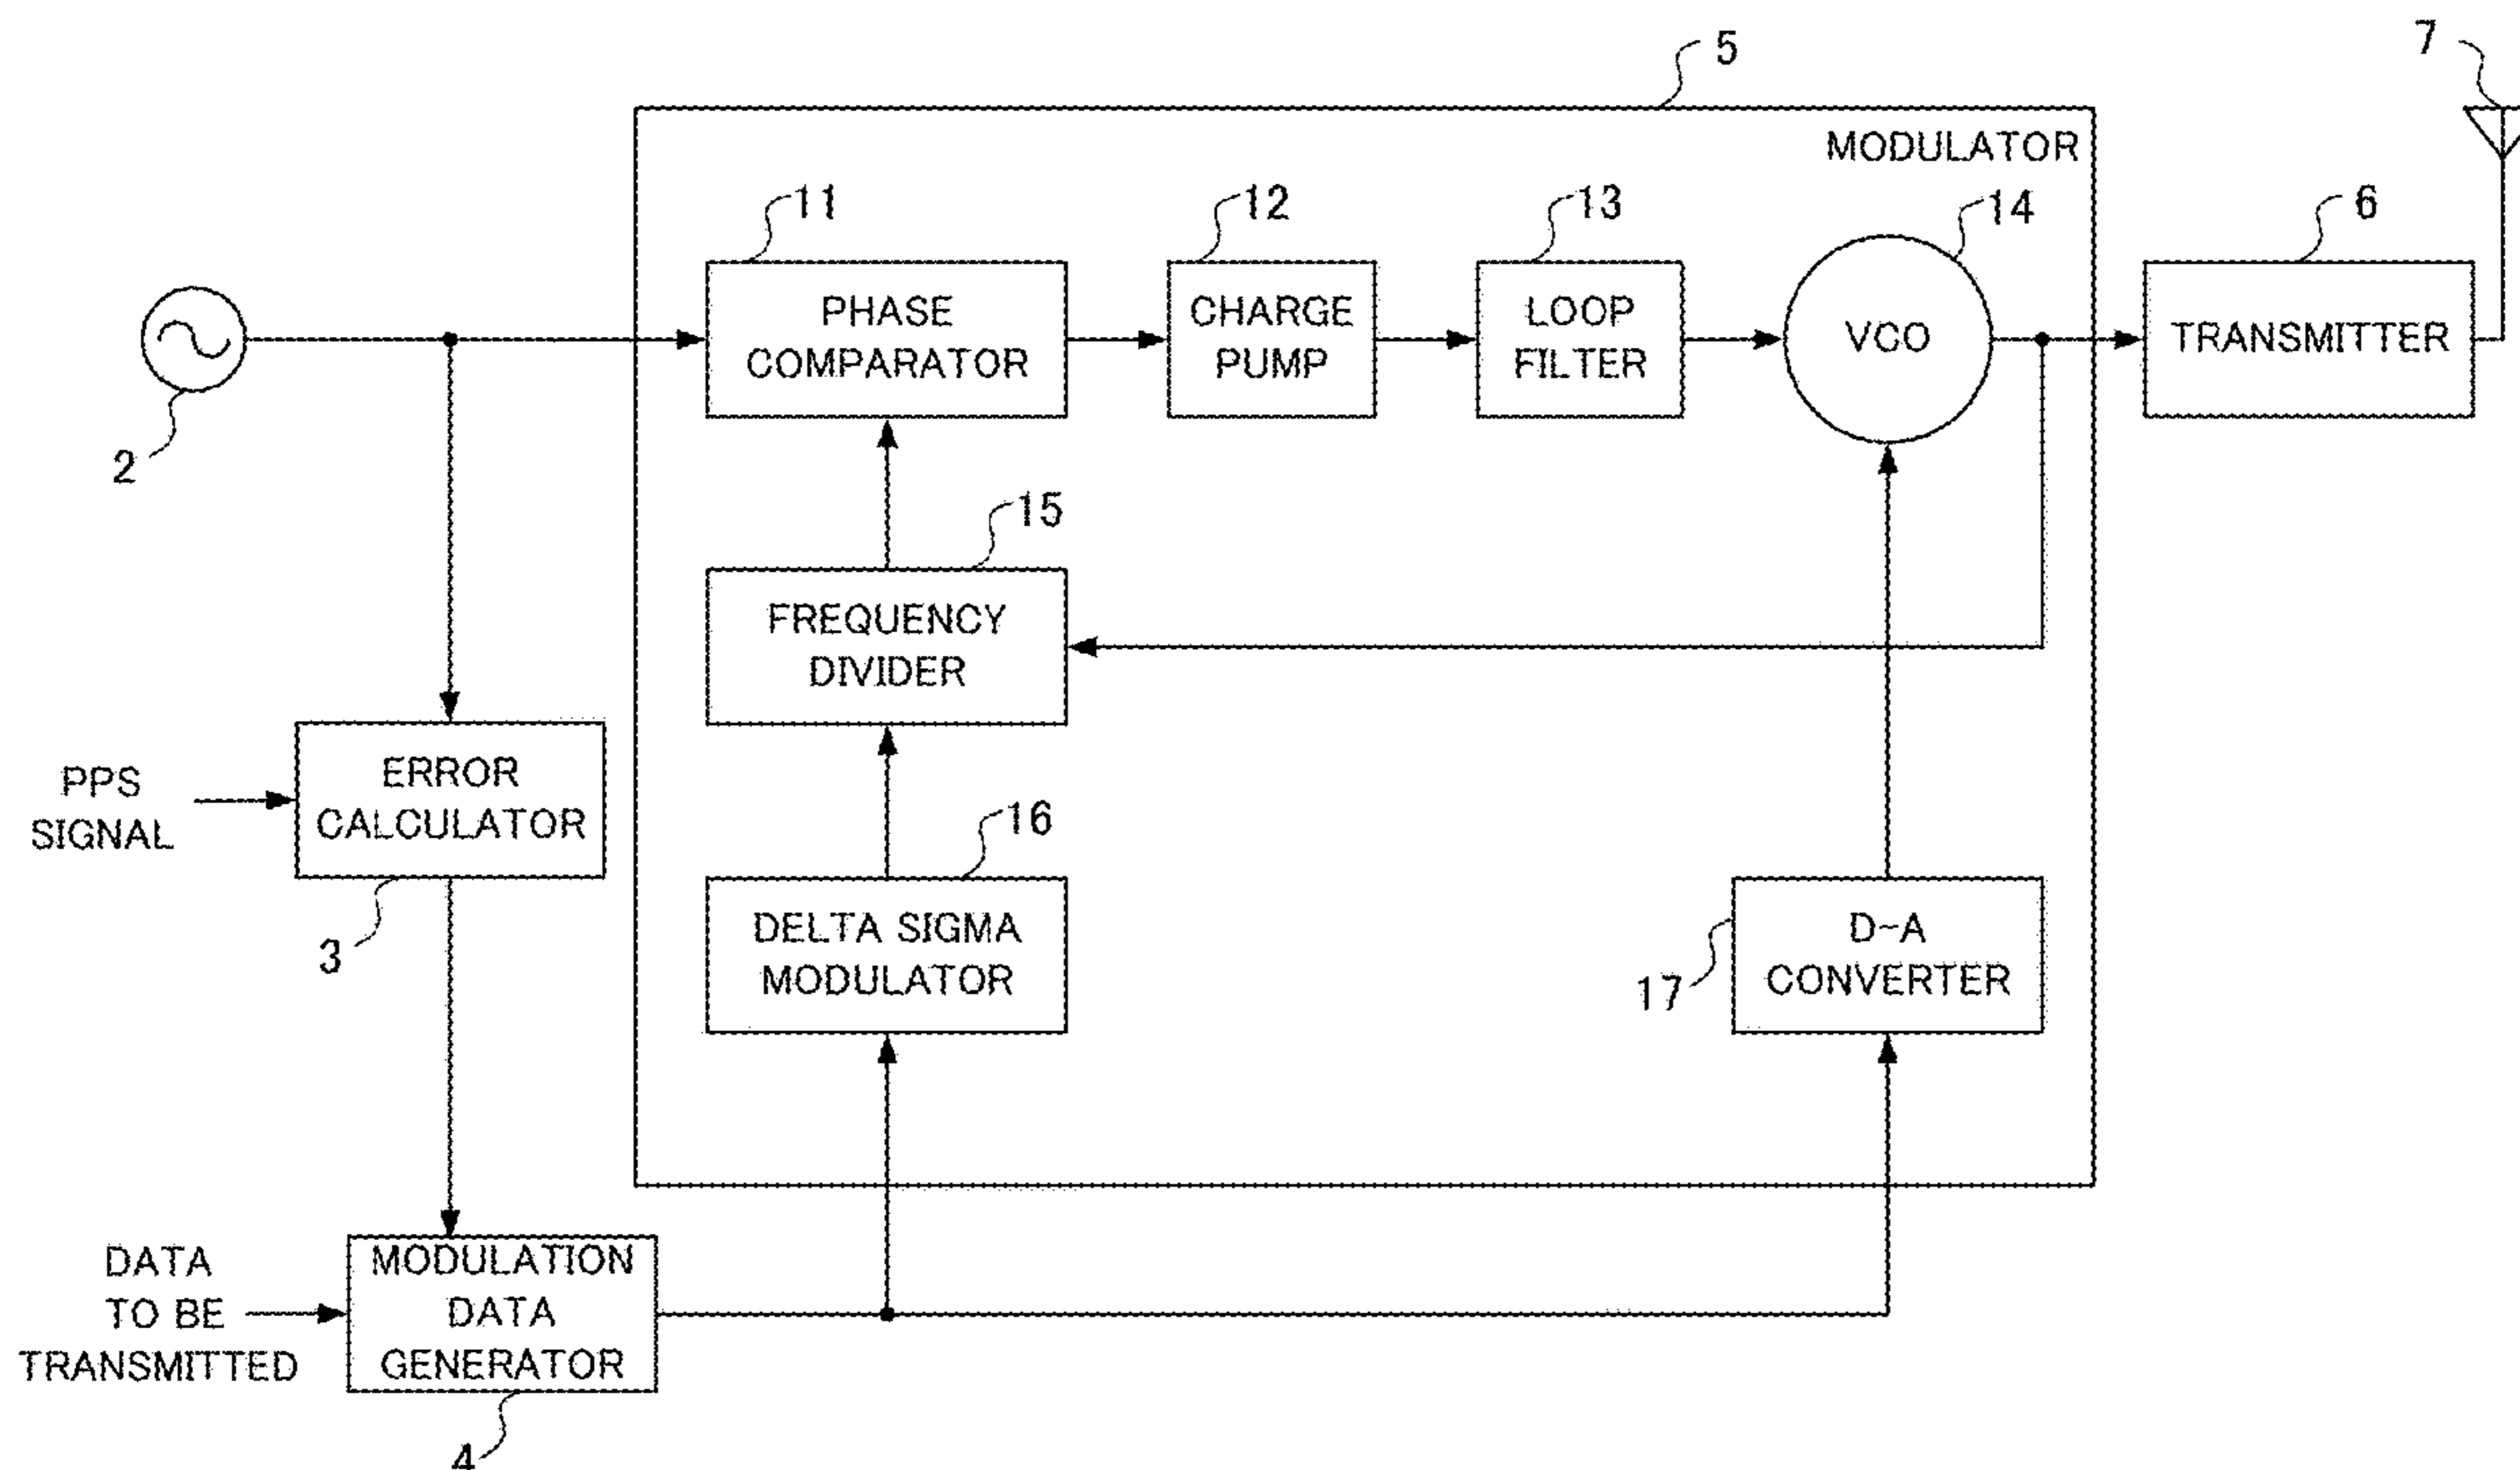 5
7
MODULATOR
11
12
13
14
6
PHASE
COMPARATOR
CHARGE
PUMP
LOOP
FILTER
VCO
TRANSMITTER
2
15
FREQUENCY
DIVIDER
PPS
SIGNAL
ERROR
CALCULATOR
3
16
DELTA SIGMA
MODULATOR
D-A
CONVERTER
17
DATA
TO BE
TRANSMITTED
MODULATION
DATA
GENERATOR
4